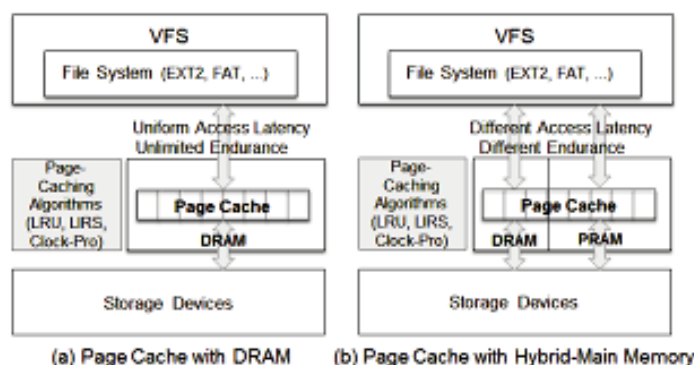 VFS
File System (EXT2, FAT, ...)
Uniform Access Latency
Unlimited Endurance
Page-
Caching
Algorithms
(LRU, LIRS,
Clock-Pro)
Page Cache
DRAM
Storage Devices
(a) Page Cache with DRAM
VFS
File System (EXT2, FAT, ...)
Different Access Latency
Different Endurance
Page-
Caching
Algorithms
(LRU, LIRS,
Clock-Pro)
Page Cache
DRAM
PRAM
Storage Devices
(b) Page Cache with Hybrid-Main Memory